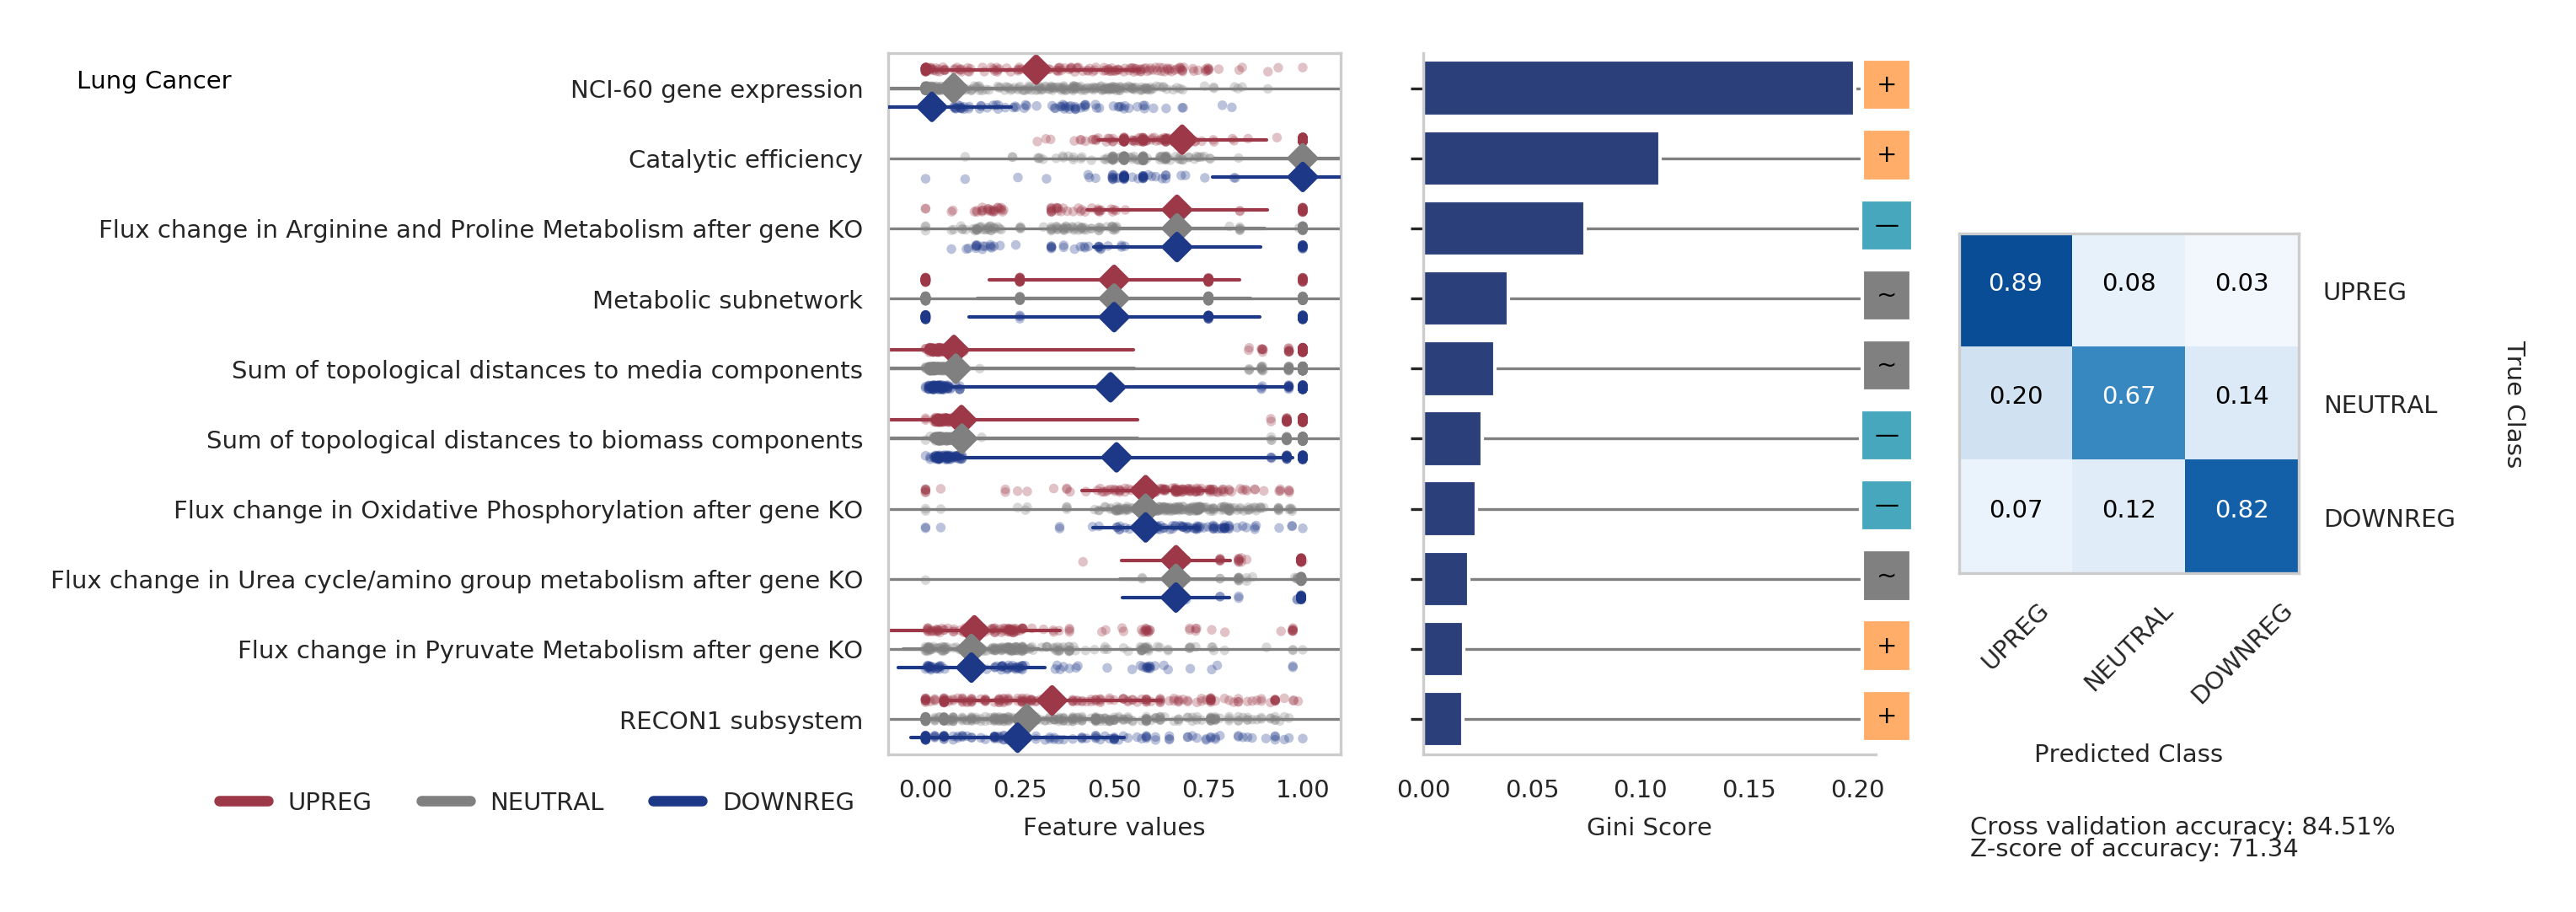 Lung Cancer
NCI-60 gene expression
+
Catalytic efficiency
+
Flux change in Arginine and Proline Metabolism after gene KO
—
Metabolic subnetwork
~
Sum of topological distances to media components
~
Sum of topological distances to biomass components
—
Flux change in Oxidative Phosphorylation after gene KO
—
Flux change in Urea cycle/amino group metabolism after gene KO
~
Flux change in Pyruvate Metabolism after gene KO
+
RECON1 subsystem
+
UPREG NEUTRAL DOWNREG
0.00 0.25 0.50 0.75 1.00
Feature values
0.00 0.05 0.10 0.15 0.20
Gini Score
0.89 0.08 0.03 UPREG
0.20 0.67 0.14 NEUTRAL
0.07 0.12 0.82 DOWNREG
True Class
UPREG NEUTRAL DOWNREG
Predicted Class
Cross validation accuracy: 84.51%
Z-score of accuracy: 71.34